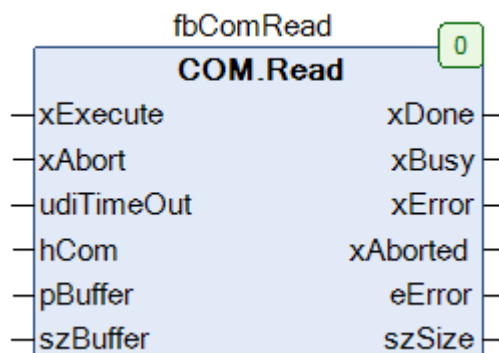 fbComRead
0
COM.Read
xExecute xDone
xAbort xBusy
udiTimeOut xError
hCom xAborted
pBuffer eError
szBuffer szSize